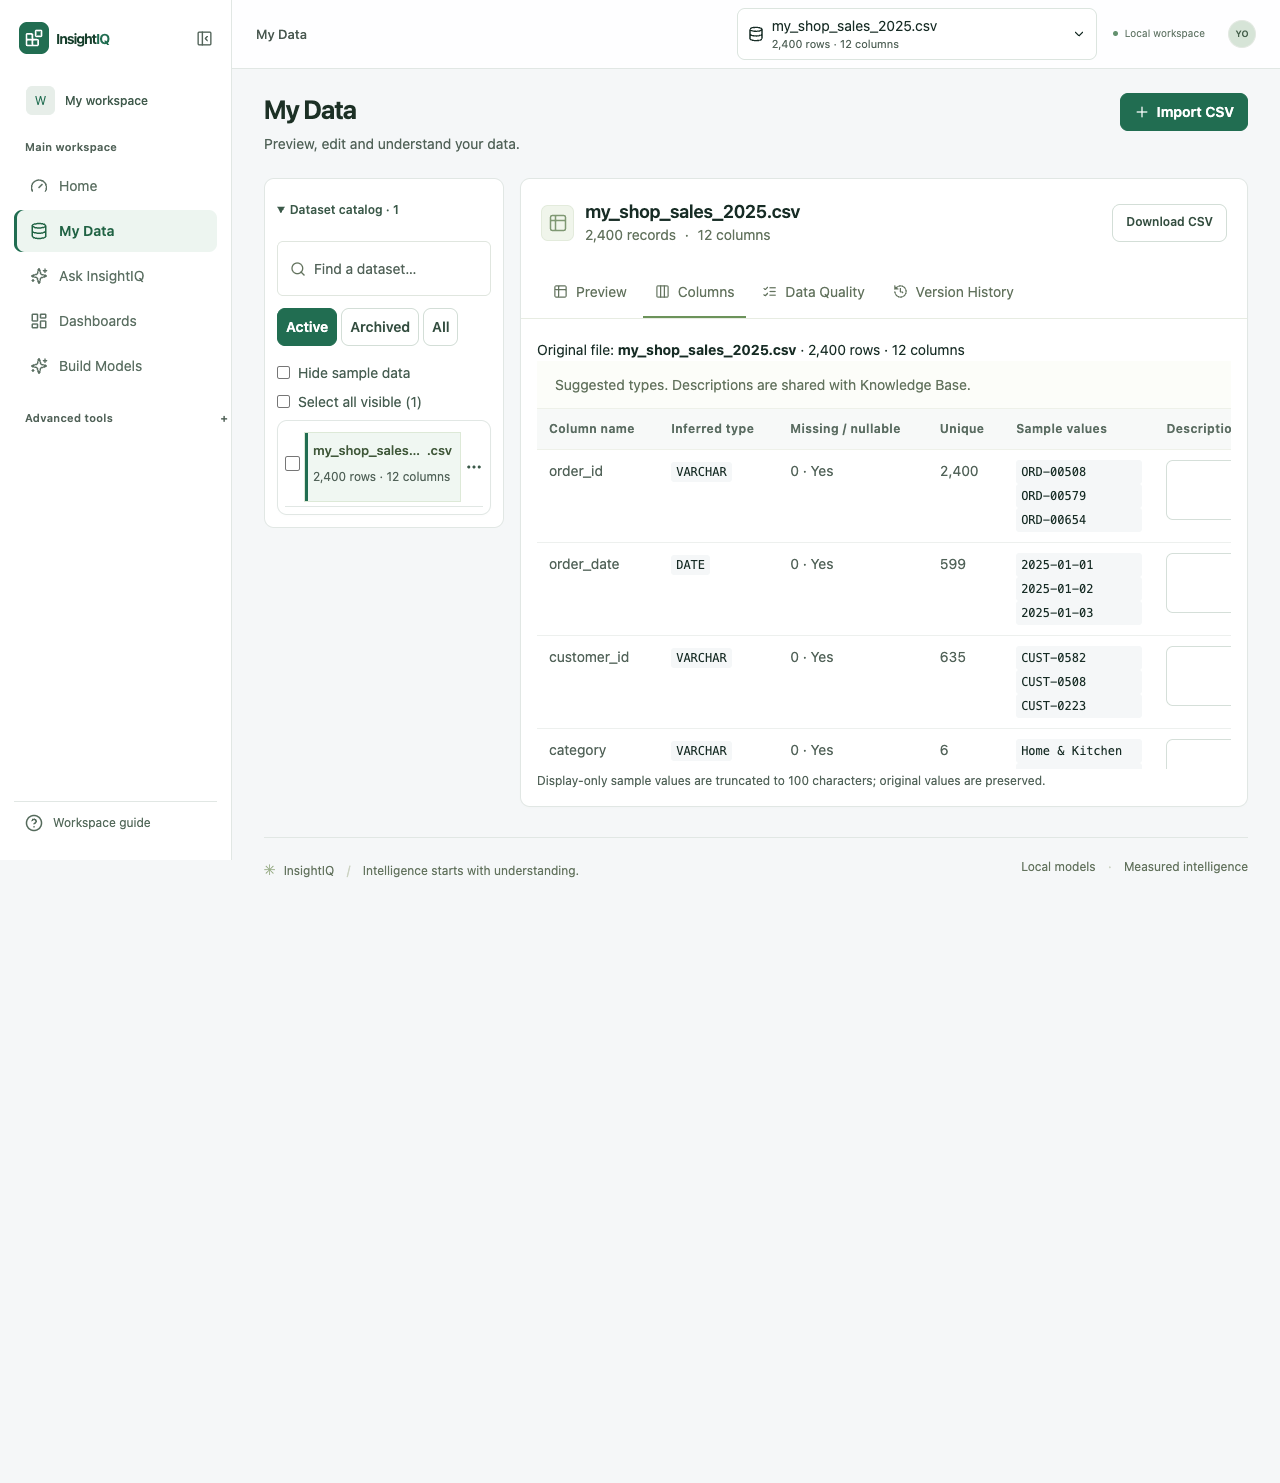 InsightIQ
W My workspace
Main workspace
Home
My Data
Ask InsightIQ
Dashboards
Build Models
Advanced tools +
Workspace guide
My Data
my_shop_sales_2025.csv
2,400 rows · 12 columns
Local workspace
YO
My Data
Preview, edit and understand your data.
+ Import CSV
▼ Dataset catalog · 1
Find a dataset...
Active Archived All
Hide sample data
Select all visible (1)
my_shop_sales... .csv
2,400 rows · 12 columns
my_shop_sales_2025.csv
2,400 records · 12 columns
Download CSV
Preview Columns Data Quality Version History
Original file: my_shop_sales_2025.csv · 2,400 rows · 12 columns
Suggested types. Descriptions are shared with Knowledge Base.
Column name Inferred type Missing / nullable Unique Sample values Descriptio
order_id VARCHAR 0 · Yes 2,400 ORD-00508
ORD-00579
ORD-00654
order_date DATE 0 · Yes 599 2025-01-01
2025-01-02
2025-01-03
customer_id VARCHAR 0 · Yes 635 CUST-0582
CUST-0508
CUST-0223
category VARCHAR 0 · Yes 6 Home & Kitchen
Display-only sample values are truncated to 100 characters; original values are preserved.
InsightIQ / Intelligence starts with understanding.
Local models · Measured intelligence